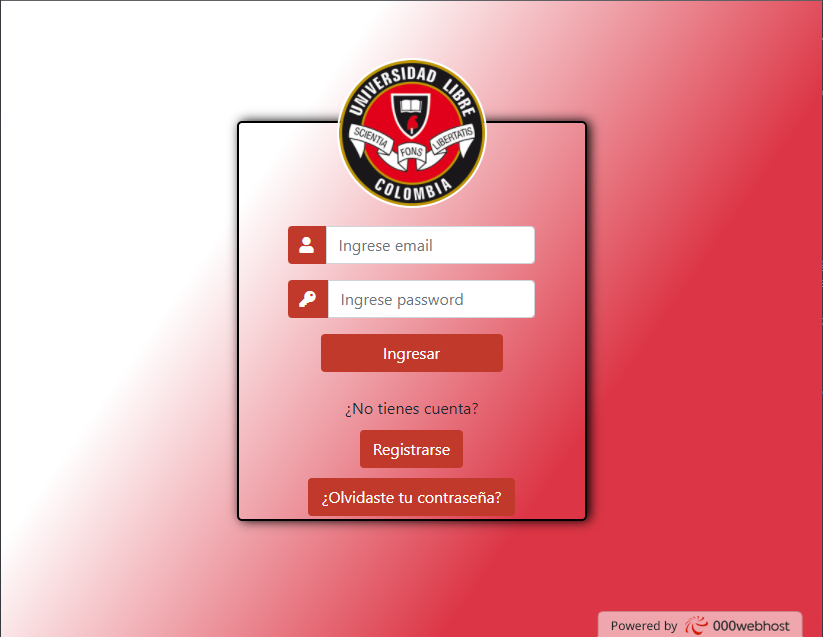 UNIVERSIDAD LIBRE
SCIENTIA
FONS
LIBERTATIS
COLOMBIA
Ingrese email
Ingrese password
Ingresar
¿No tienes cuenta?
Registrarse
¿Olvidaste tu contraseña?
Powered by 000webhost